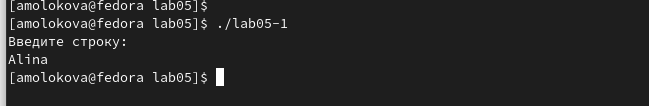 [amolokova@fedora lab05]$
[amolokova@fedora lab05]$ ./lab05-1
Введите строку:
Alina
[amolokova@fedora lab05]$